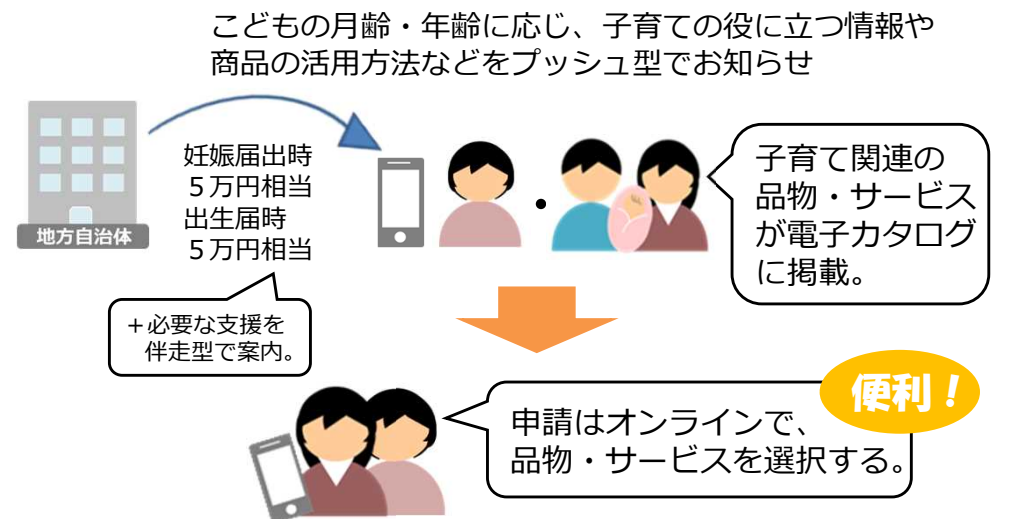 こどもの月齢・年齢に応じ、子育ての役に立つ情報や
商品の活用方法などをプッシュ型でお知らせ
地方自治体
妊娠届出時
５万円相当
出生届時
５万円相当
＋必要な支援を
伴走型で案内。
子育て関連の
品物・サービス
が電子カタログ
に掲載。
便利！
申請はオンラインで、
品物・サービスを選択する。